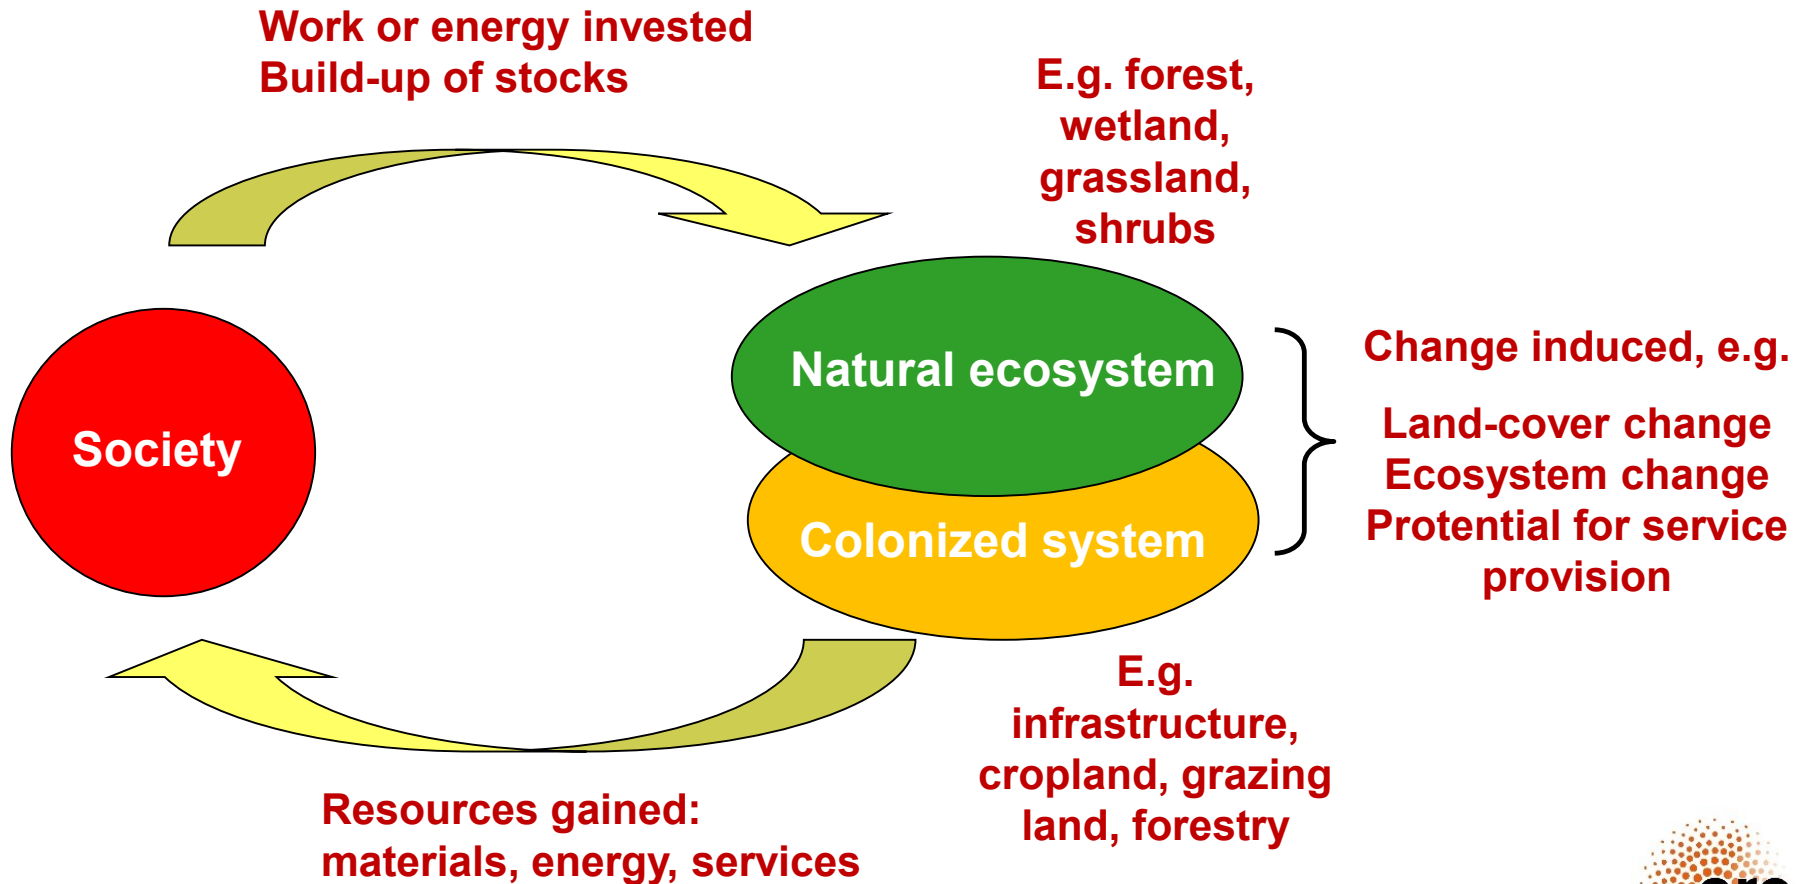 Work or energy invested
Build-up of stocks
E.g. forest,
wetland,
grassland,
shrubs
Natural ecosystem
Society
Colonized system
Change induced, e.g.
Land-cover change
Ecosystem change
Protential for service
provision
E.g.
infrastructure,
cropland, grazing
land, forestry
Resources gained:
materials, energy, services